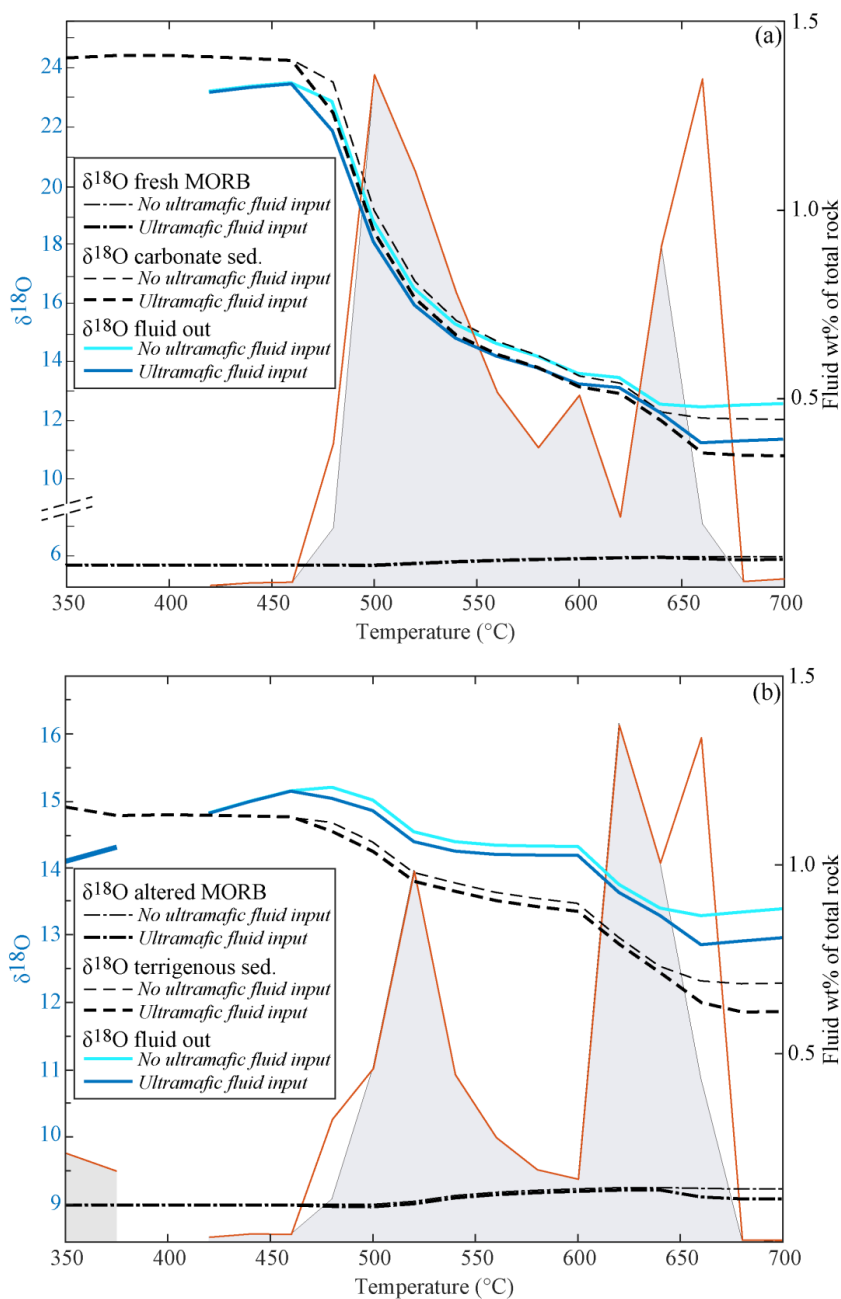 (a)
1.5
24
22
20
18
16
14
12
10
6
δ18O
δ18O fresh MORB
No ultramafic fluid input
Ultramafic fluid input
δ18O carbonate sed.
No ultramafic fluid input
Ultramafic fluid input
δ18O fluid out
No ultramafic fluid input
Ultramafic fluid input
1.0
0.5
Fluid wt% of total rock
350 400 450 500 550 600 650 700
Temperature (°C)
(b)
1.5
16
15
14
13
12
11
10
9
δ18O
δ18O altered MORB
No ultramafic fluid input
Ultramafic fluid input
δ18O terrigenous sed.
No ultramafic fluid input
Ultramafic fluid input
δ18O fluid out
No ultramafic fluid input
Ultramafic fluid input
1.0
0.5
Fluid wt% of total rock
350 400 450 500 550 600 650 700
Temperature (°C)